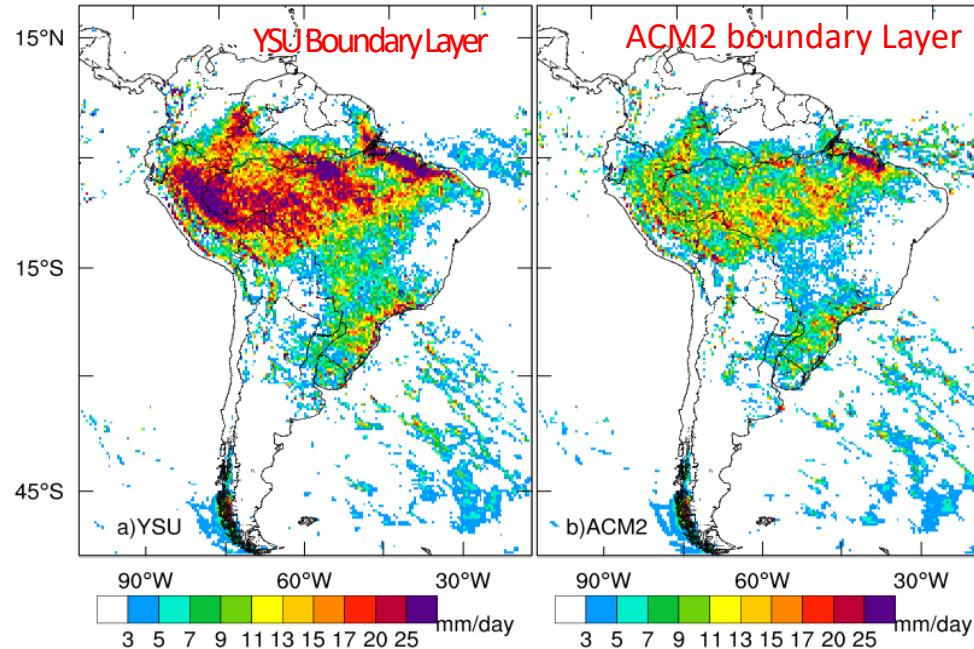 YSU Boundary Layer
ACM2 boundary Layer
15°N
15°S
45°S
a)YSU
b)ACM2
90°W 60°W 30°W
90°W 60°W 30°W
3 5 7 9 11 13 15 17 20 25 mm/day
3 5 7 9 11 13 15 17 20 25 mm/day